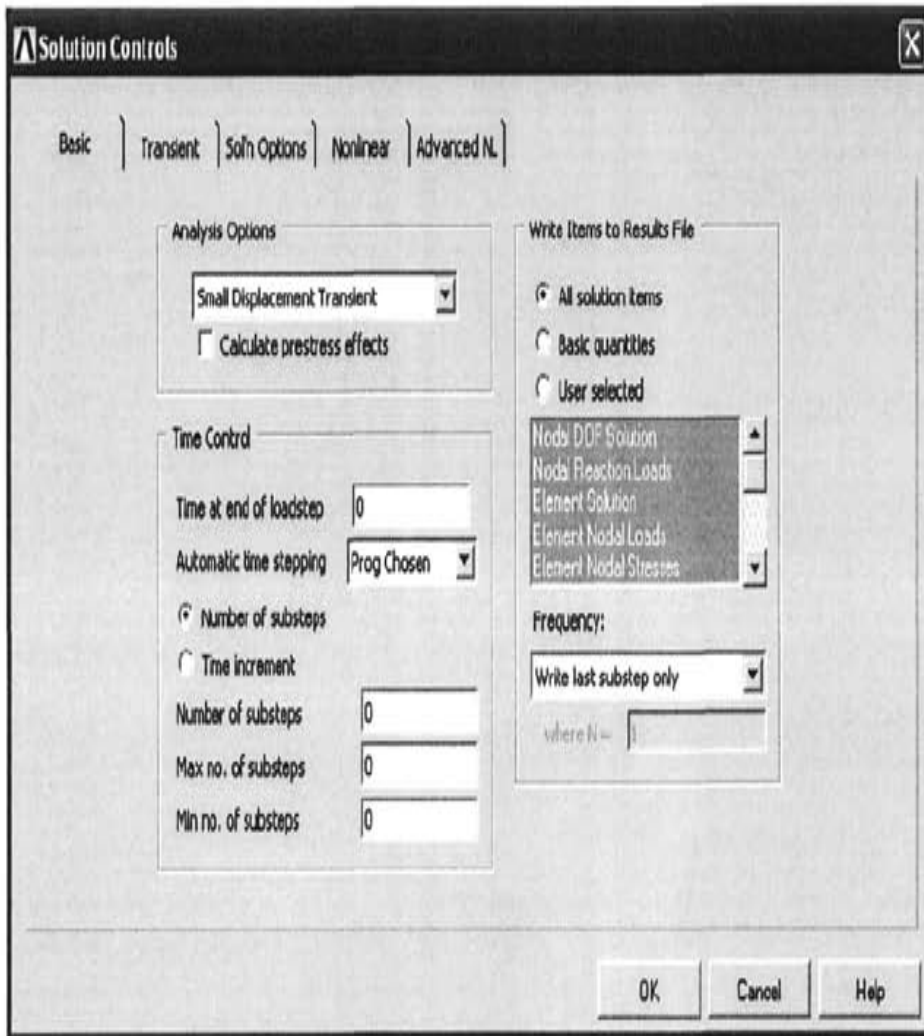 Solution Controls
Basic
Transient
Sol'n Options
Nonlinear
Advanced NL
Analysis Options
Small Displacement Transient
Calculate prestress effects
Time Control
Time at end of loadstep
0
Automatic time stepping
Prog Chosen
Number of substeps
Time increment
Number of substeps
0
Max no. of substeps
0
Min no. of substeps
0
Write Items to Results File
All solution items
Basic quantities
User selected
Nodal DOF Solution
Nodal Reaction Loads
Element Solution
Element Nodal Loads
Element Nodal Stresses
Frequency:
Write last substep only
where N =
1
OK
Cancel
Help